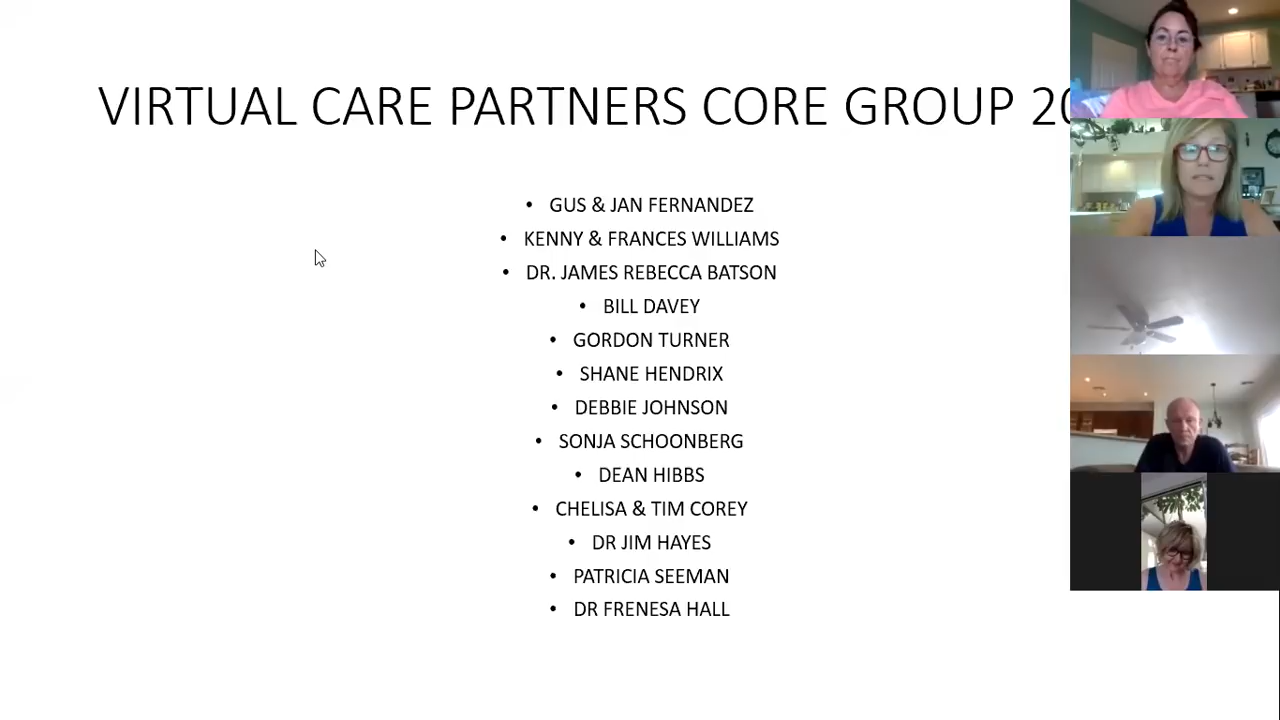 VIRTUAL CARE PARTNERS CORE GROUP 20
• GUS & JAN FERNANDEZ
• KENNY & FRANCES WILLIAMS
• DR. JAMES REBECCA BATSON
• BILL DAVEY
• GORDON TURNER
• SHANE HENDRIX
• DEBBIE JOHNSON
• SONJA SCHOONBERG
• DEAN HIBBS
• CHELISA & TIM COREY
• DR JIM HAYES
• PATRICIA SEEMAN
• DR FRENESA HALL